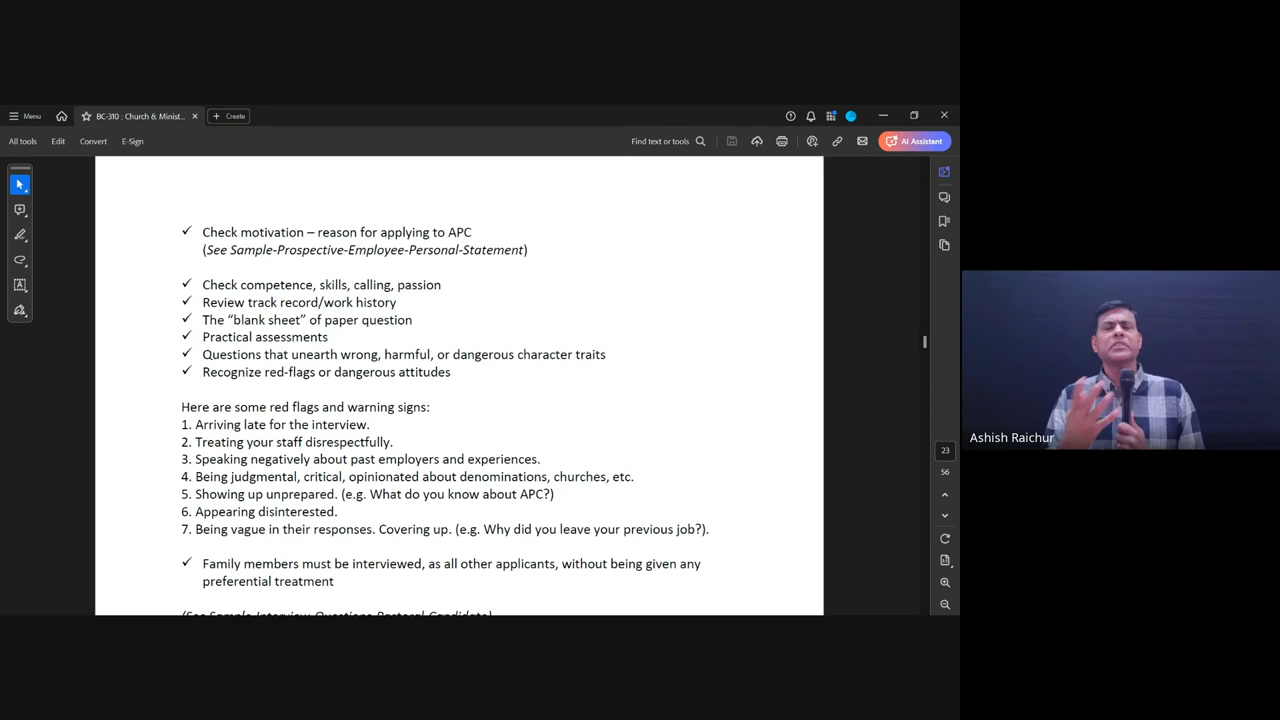 Menu
BC-310 : Church & Minist...
Create
All tools
Edit
Convert
E-Sign
Find text or tools
AI Assistant
✓ Check motivation – reason for applying to APC
(See Sample-Prospective-Employee-Personal-Statement)
✓ Check competence, skills, calling, passion
✓ Review track record/work history
✓ The “blank sheet” of paper question
✓ Practical assessments
✓ Questions that unearth wrong, harmful, or dangerous character traits
✓ Recognize red-flags or dangerous attitudes
Here are some red flags and warning signs:
1. Arriving late for the interview.
2. Treating your staff disrespectfully.
3. Speaking negatively about past employers and experiences.
4. Being judgmental, critical, opinionated about denominations, churches, etc.
5. Showing up unprepared. (e.g. What do you know about APC?)
6. Appearing disinterested.
7. Being vague in their responses. Covering up. (e.g. Why did you leave your previous job?).
✓ Family members must be interviewed, as all other applicants, without being given any
preferential treatment
(See Sample-Interview-Questions-Pastoral-Candidate)
23
56
Ashish Raichur